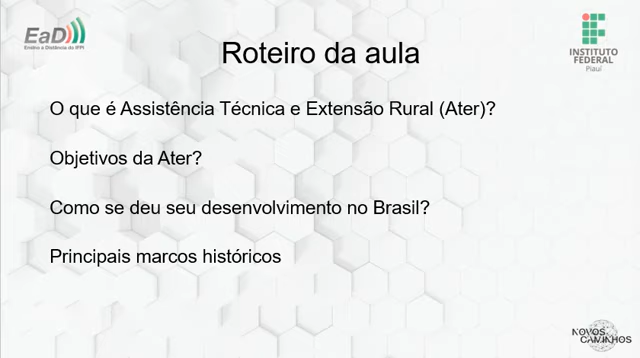 EaD
Ensino a Distância do IFPI
INSTITUTO
FEDERAL
Piauí
Roteiro da aula
O que é Assistência Técnica e Extensão Rural (Ater)?
Objetivos da Ater?
Como se deu seu desenvolvimento no Brasil?
Principais marcos históricos
NOVOS
CAMINHOS